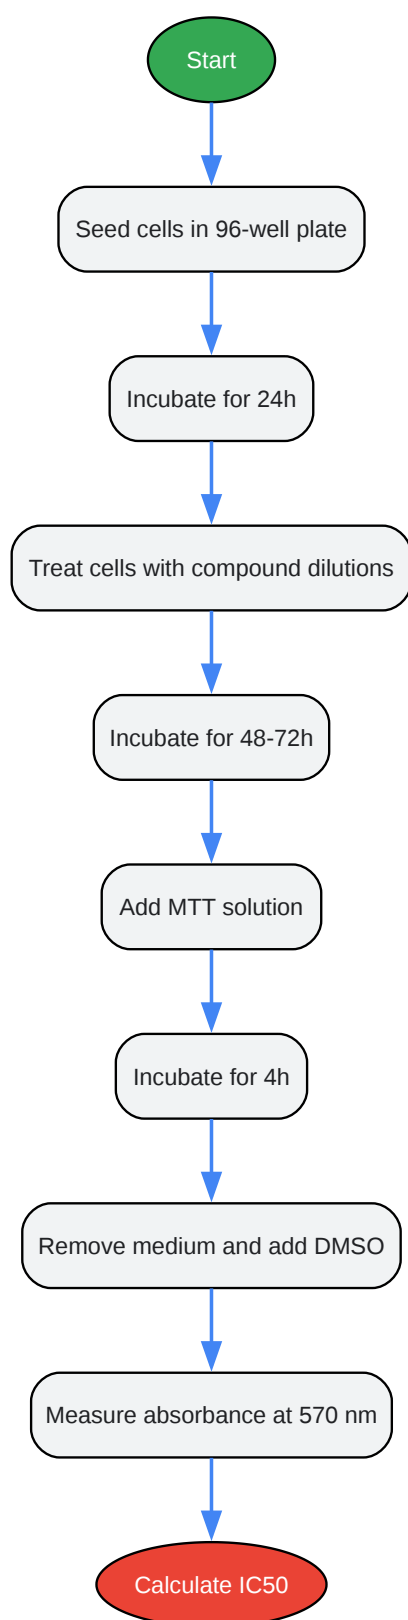 Start
Seed cells in 96-well plate
Incubate for 24h
Treat cells with compound dilutions
Incubate for 48-72h
Add MTT solution
Incubate for 4h
Remove medium and add DMSO
Measure absorbance at 570 nm
Calculate IC50